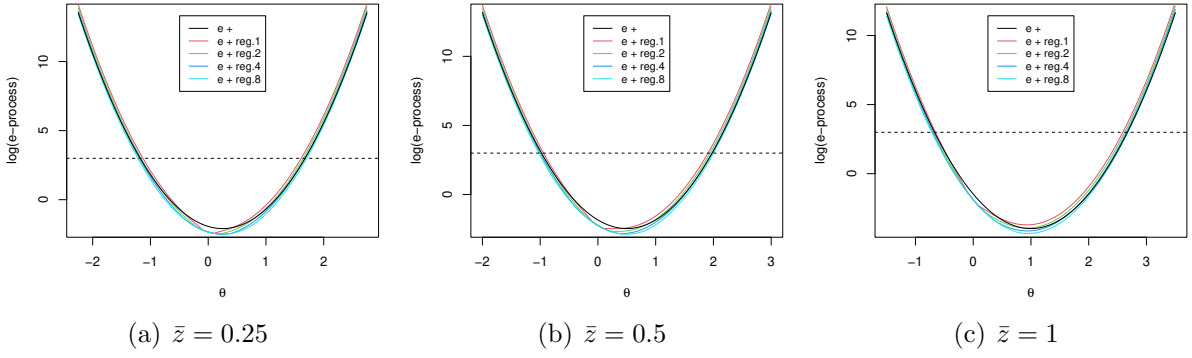 e +
e + reg.1
e + reg.2
e + reg.4
e + reg.8
log(e−process)
10
5
0
−2 −1 0 1 2
θ
(a) z̄ = 0.25
e +
e + reg.1
e + reg.2
e + reg.4
e + reg.8
log(e−process)
10
5
0
−2 −1 0 1 2 3
θ
(b) z̄ = 0.5
e +
e + reg.1
e + reg.2
e + reg.4
e + reg.8
log(e−process)
10
5
0
−1 0 1 2 3
θ
(c) z̄ = 1